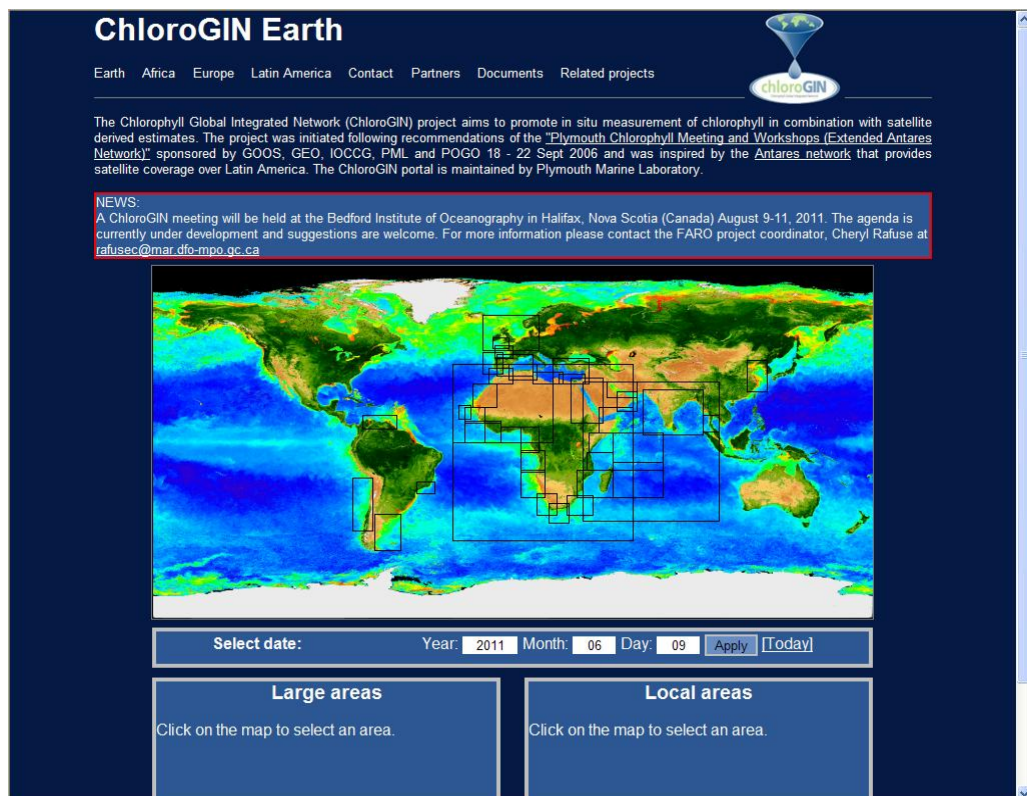 ChloroGIN Earth
Earth Africa Europe Latin America Contact Partners Documents Related projects
chloroGIN
The Chlorophyll Global Integrated Network (ChloroGIN) project aims to promote in situ measurement of chlorophyll in combination with satellite
derived estimates. The project was initiated following recommendations of the "Plymouth Chlorophyll Meeting and Workshops (Extended Antares
Network)" sponsored by GOOS, GEO, IOCCG, PML and POGO 18 - 22 Sept 2006 and was inspired by the Antares network that provides
satellite coverage over Latin America. The ChloroGIN portal is maintained by Plymouth Marine Laboratory.
NEWS:
A ChloroGIN meeting will be held at the Bedford Institute of Oceanography in Halifax, Nova Scotia (Canada) August 9-11, 2011. The agenda is
currently under development and suggestions are welcome. For more information please contact the FARO project coordinator, Cheryl Rafuse at
rafusec@mar.dfo-mpo.gc.ca
Select date: Year: 2011 Month: 06 Day: 09 Apply [Today]
Large areas
Click on the map to select an area.
Local areas
Click on the map to select an area.